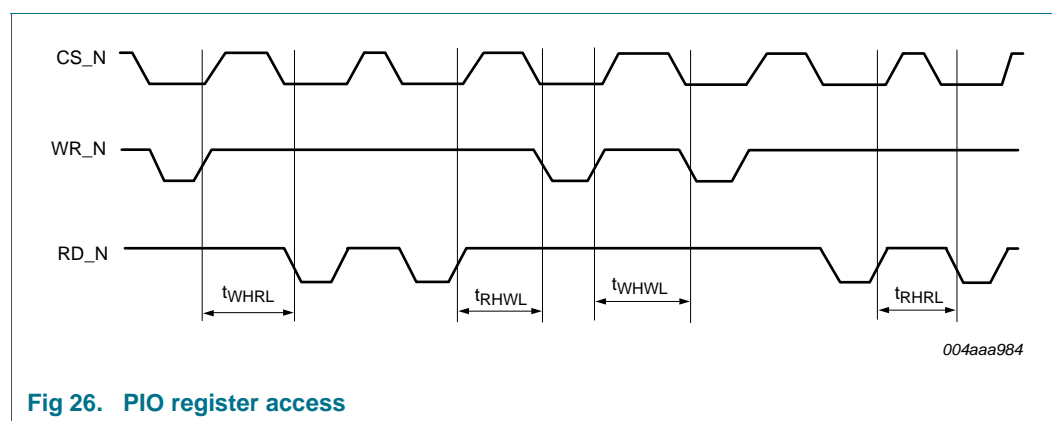 CS_N
WR_N
RD_N
tWHRL
tRHWL
tWHWL
tRHRL
004aaa984
Fig 26. PIO register access